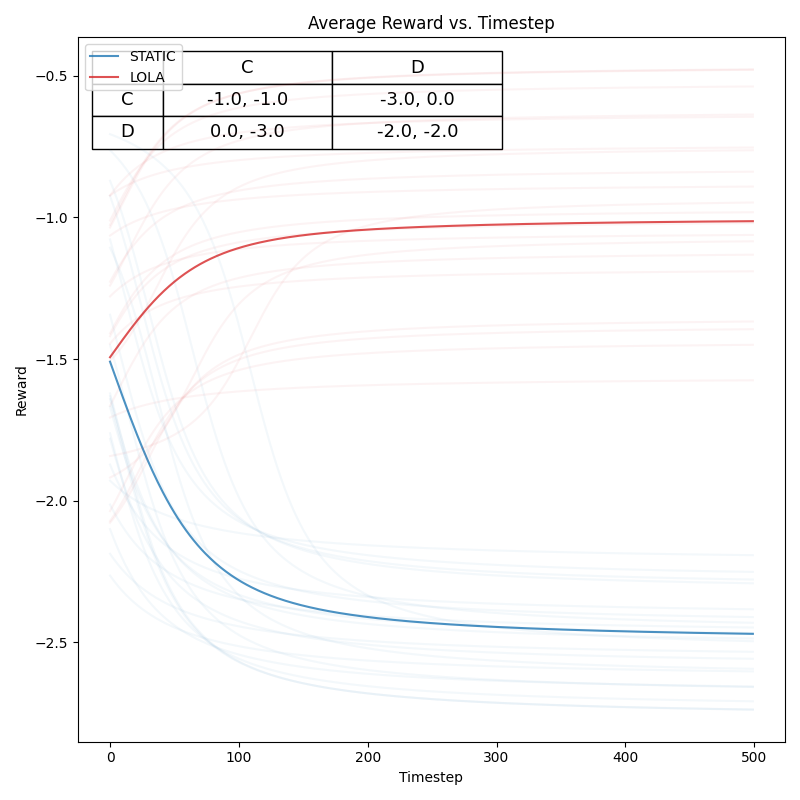 Average Reward vs. Timestep
STATIC
LOLA
C D
C -1.0, -1.0 -3.0, 0.0
D 0.0, -3.0 -2.0, -2.0
Reward
−0.5
−1.0
−1.5
−2.0
−2.5
0 100 200 300 400 500
Timestep